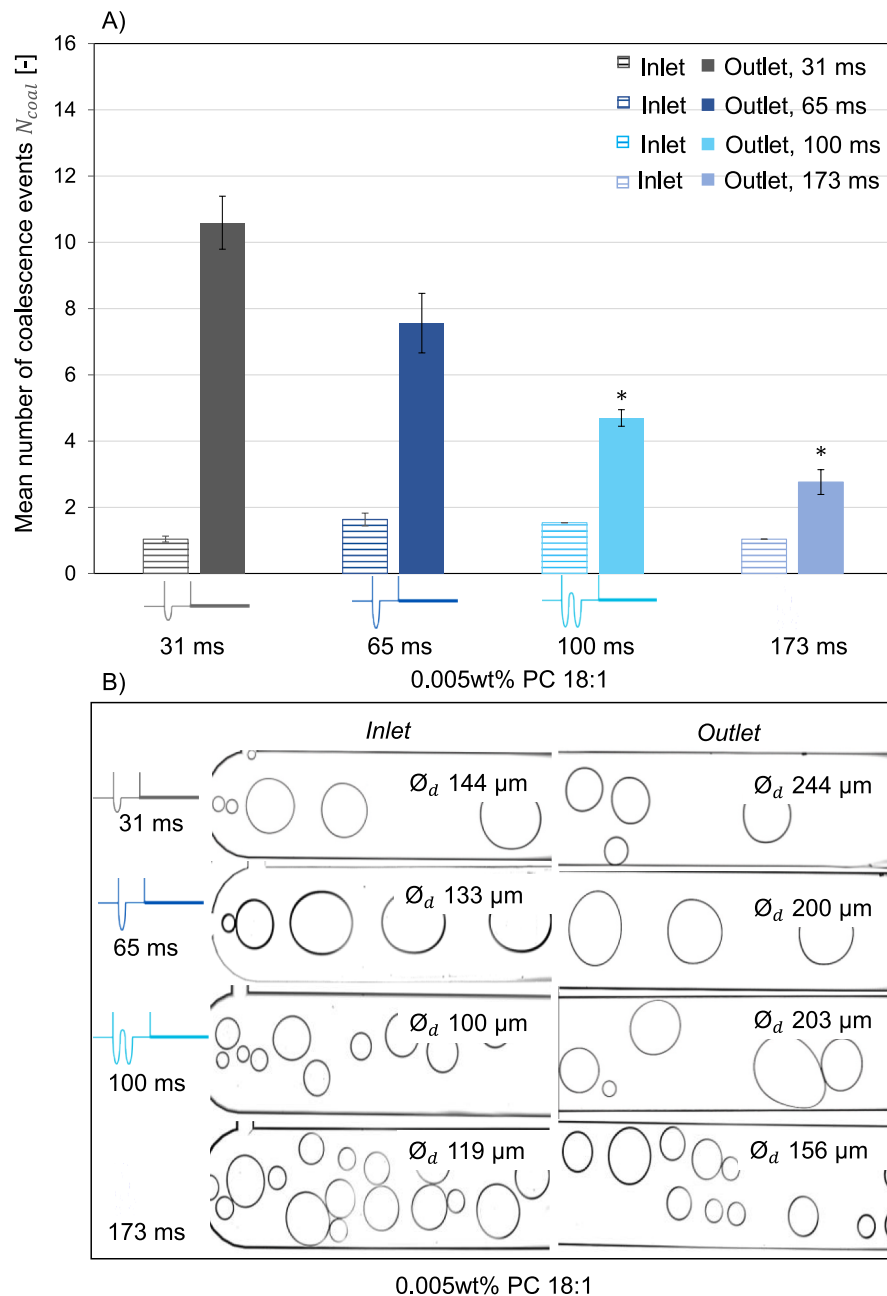 A)
Mean number of coalescence events N_coal [-]
16
14
12
10
8
6
4
2
0
Inlet Outlet, 31 ms
Inlet Outlet, 65 ms
Inlet Outlet, 100 ms
Inlet Outlet, 173 ms
*
*
31 ms 65 ms 100 ms 173 ms
0.005wt% PC 18:1
B)
Inlet Outlet
31 ms Ø_d 144 µm Ø_d 244 µm
65 ms Ø_d 133 µm Ø_d 200 µm
100 ms Ø_d 100 µm Ø_d 203 µm
173 ms Ø_d 119 µm Ø_d 156 µm
0.005wt% PC 18:1